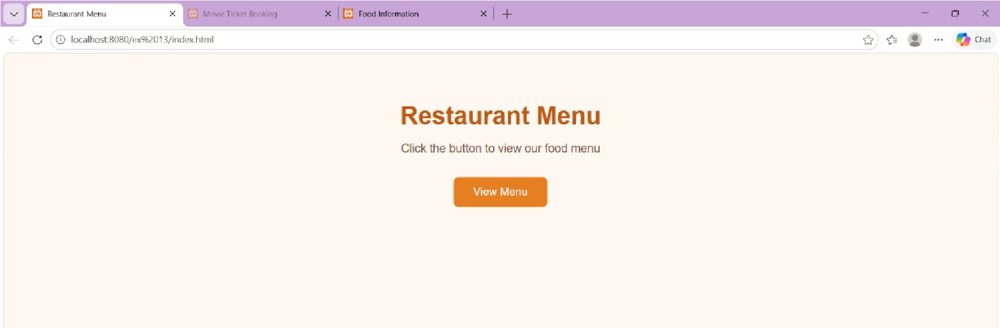 Restaurant Menu
Movie Ticket Booking
Food Information
localhost:8080/ex%2013/index.html
Chat
Restaurant Menu
Click the button to view our food menu
View Menu